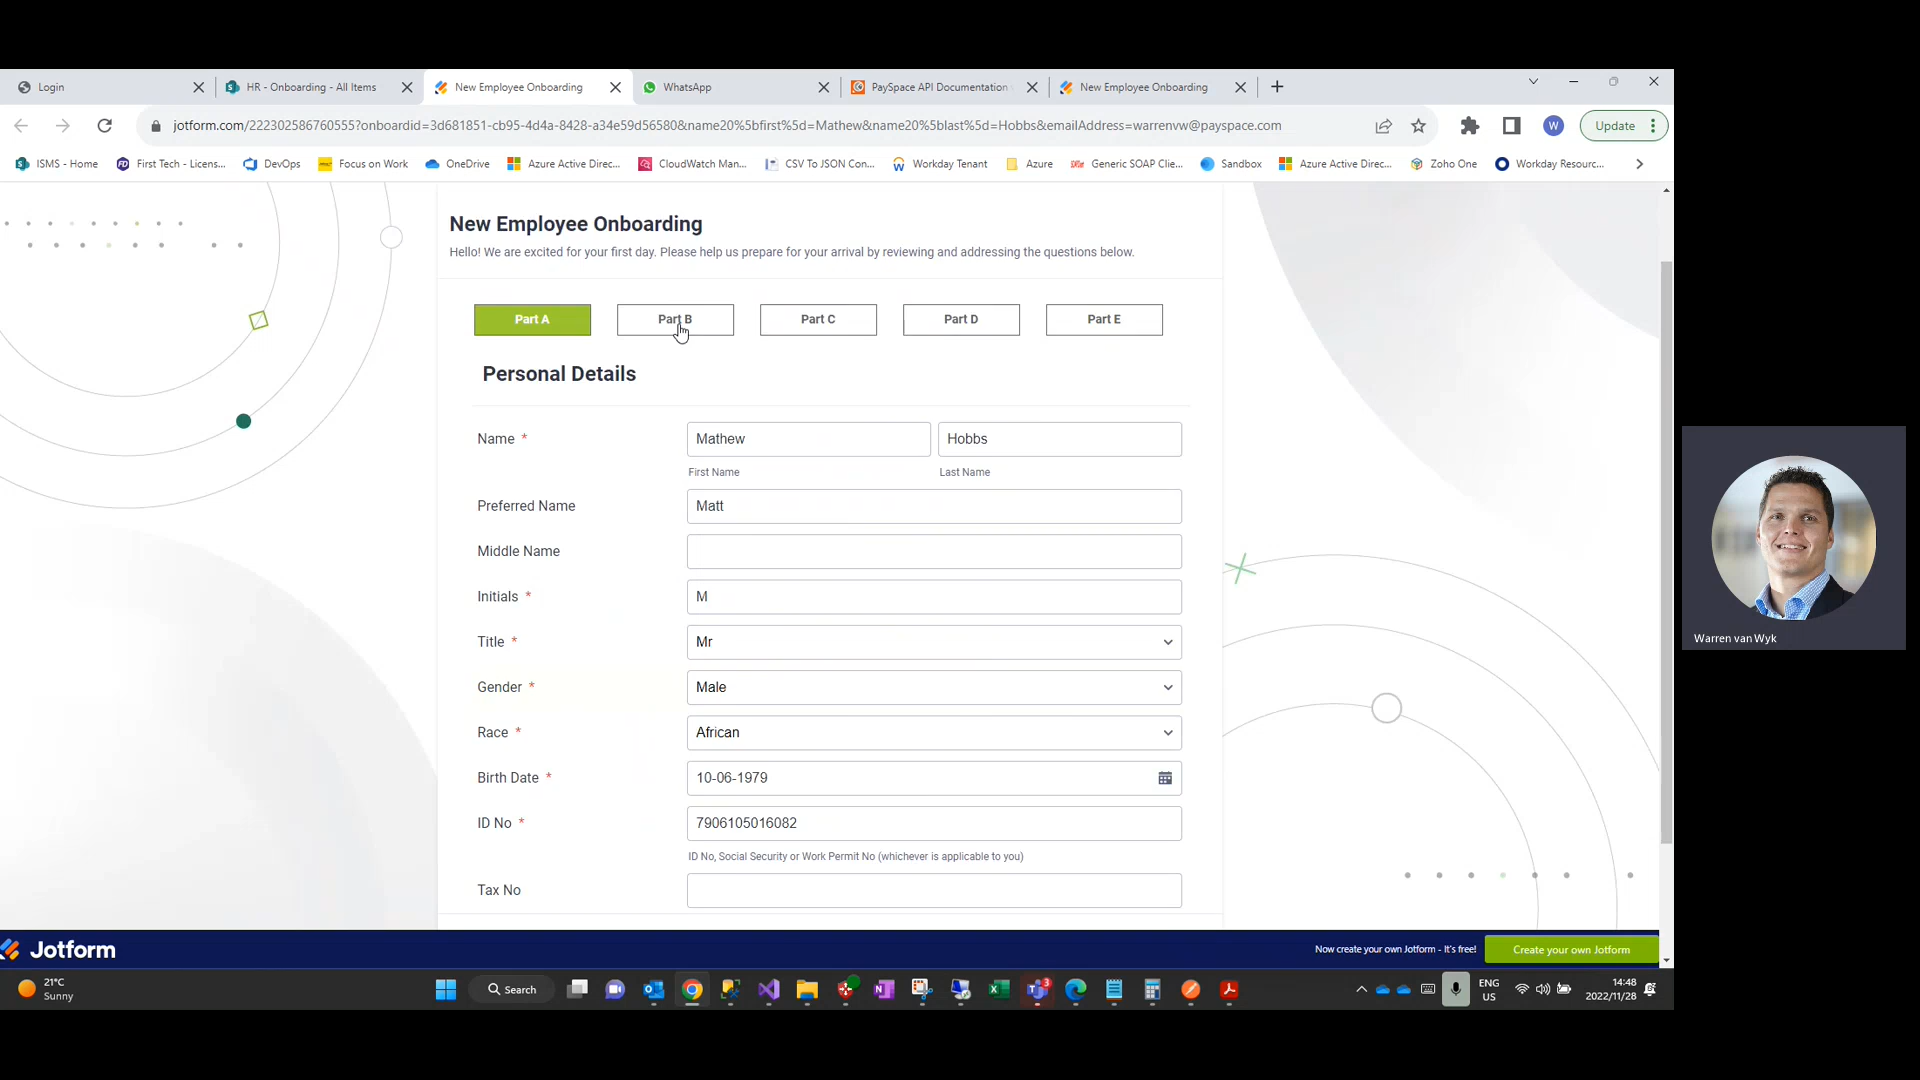 Login
HR - Onboarding - All Items
New Employee Onboarding
WhatsApp
PaySpace API Documentation
New Employee Onboarding
jotform.com/222302586760555?onboardid=3d681851-cb95-4d4a-8428-a34e59d56580&name20%5bfirst%5d=Mathew&name20%5blast%5d=Hobbs&emailAddress=warrenvw@payspace.com
W
Update
ISMS - Home
First Tech - Licens...
DevOps
Focus on Work
OneDrive
Azure Active Direc...
CloudWatch Man...
CSV To JSON Con...
Workday Tenant
Azure
Generic SOAP Clie...
Sandbox
Azure Active Direc...
Zoho One
Workday Resourc...
New Employee Onboarding
Hello! We are excited for your first day. Please help us prepare for your arrival by reviewing and addressing the questions below.
Part A
Part B
Part C
Part D
Part E
Personal Details
Name *
Mathew
Hobbs
First Name
Last Name
Preferred Name
Matt
Middle Name
Initials *
M
Title *
Mr
Gender *
Male
Race *
African
Birth Date *
10-06-1979
ID No *
7906105016082
ID No, Social Security or Work Permit No (whichever is applicable to you)
Tax No
Warren van Wyk
Jotform
Now create your own Jotform - It's free!
Create your own Jotform
21°C
Sunny
Search
3
ENG
US
14:48
2022/11/28